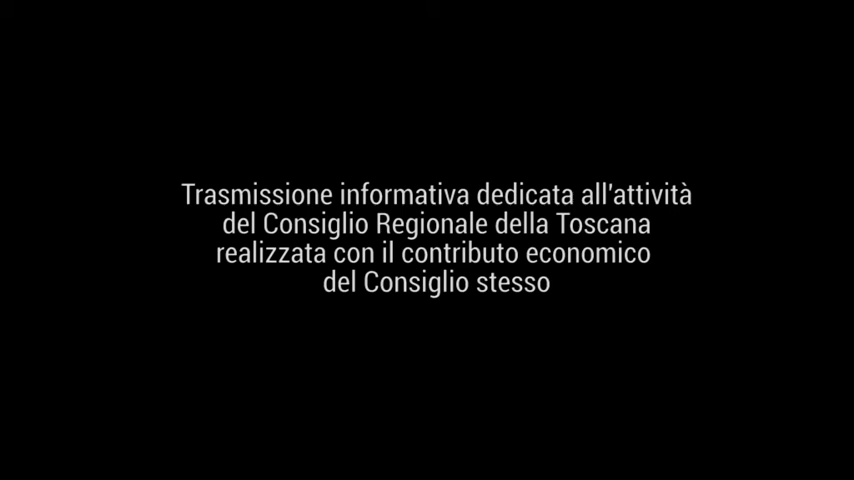 Trasmissione informativa dedicata all'attività
del Consiglio Regionale della Toscana
realizzata con il contributo economico
del Consiglio stesso